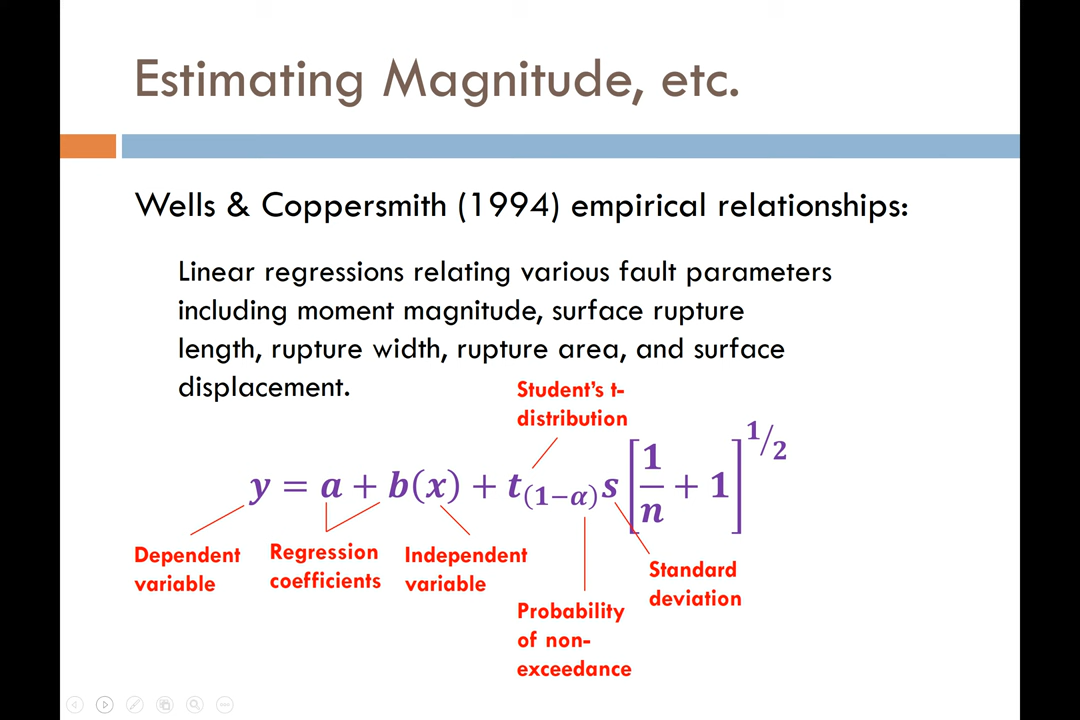 Estimating Magnitude, etc.
Wells & Coppersmith (1994) empirical relationships:
Linear regressions relating various fault parameters
including moment magnitude, surface rupture
length, rupture width, rupture area, and surface
displacement.
Student’s t-
distribution
y = a + b(x) + t_(1−α) s [1/n + 1]^1/2
Dependent
variable
Regression
coefficients
Independent
variable
Probability
of non-
exceedance
Standard
deviation